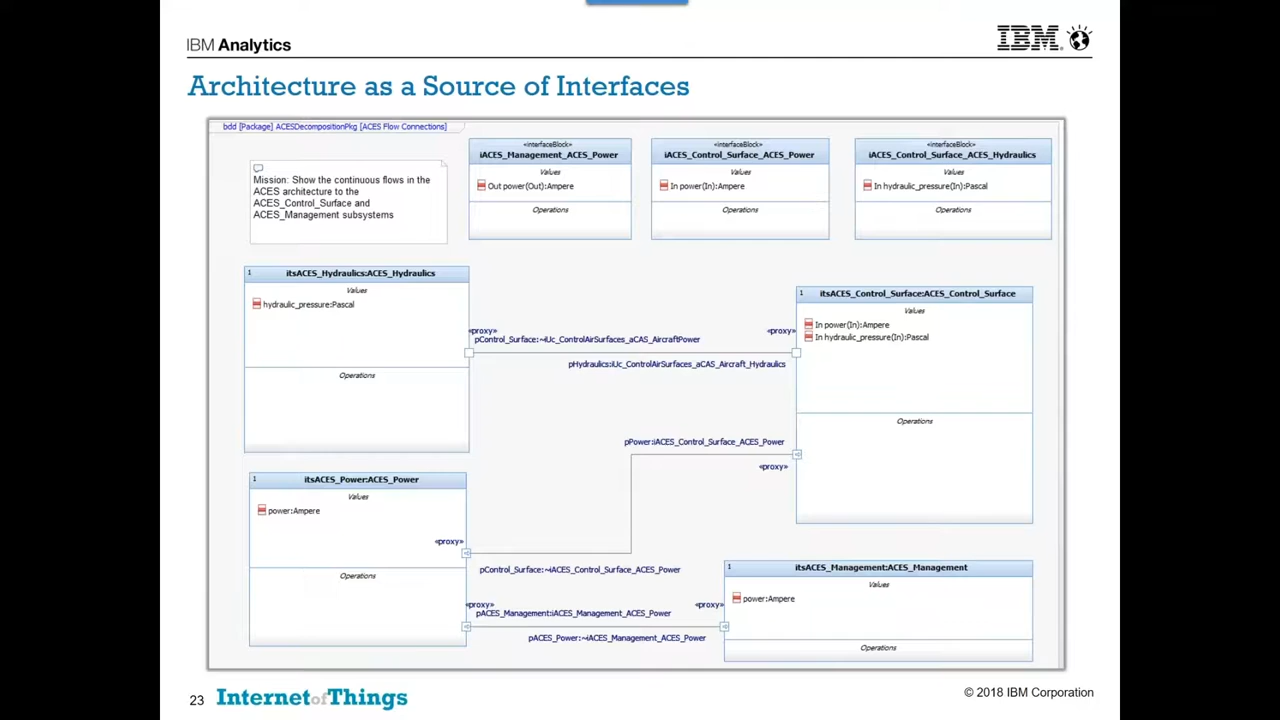 IBM Analytics
IBM
Architecture as a Source of Interfaces
bdd [Package] ACESDecompositionPkg [ACES Flow Connections]
Mission: Show the continuous flows in the
ACES architecture to the
ACES_Control_Surface and
ACES_Management subsystems
«interfaceBlock»
iACES_Management_ACES_Power
Values
Out power(Out):Ampere
Operations
«interfaceBlock»
iACES_Control_Surface_ACES_Power
Values
In power(In):Ampere
Operations
«interfaceBlock»
iACES_Control_Surface_ACES_Hydraulics
Values
In hydraulic_pressure(In):Pascal
Operations
1 itsACES_Hydraulics:ACES_Hydraulics
Values
hydraulic_pressure:Pascal
Operations
«proxy»
pControl_Surface:~iUc_ControlAirSurfaces_aCAS_AircraftPower
«proxy»
pHydraulics:iUc_ControlAirSurfaces_aCAS_Aircraft_Hydraulics
1 itsACES_Control_Surface:ACES_Control_Surface
Values
In power(In):Ampere
In hydraulic_pressure(In):Pascal
Operations
pPower:iACES_Control_Surface_ACES_Power
«proxy»
1 itsACES_Power:ACES_Power
Values
power:Ampere
«proxy»
Operations
pControl_Surface:~iACES_Control_Surface_ACES_Power
«proxy»
pACES_Management:iACES_Management_ACES_Power
«proxy»
pACES_Power:~iACES_Management_ACES_Power
1 itsACES_Management:ACES_Management
Values
power:Ampere
Operations
23 Internet of Things
© 2018 IBM Corporation